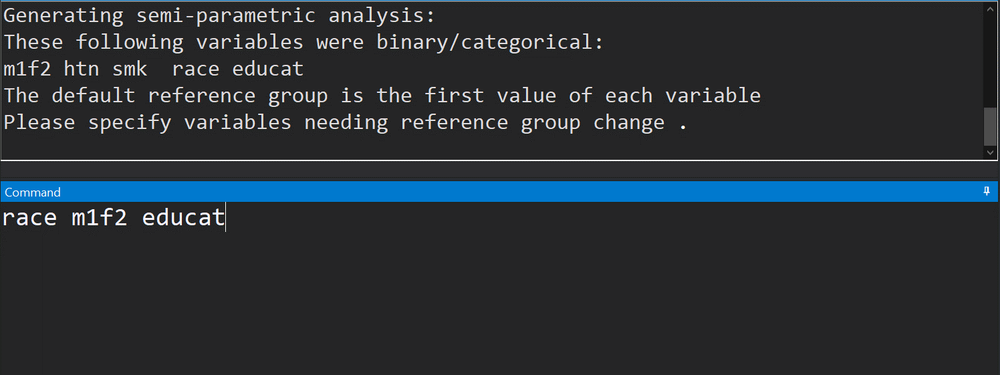 Generating semi-parametric analysis:
These following variables were binary/categorical:
m1f2 htn smk  race educat
The default reference group is the first value of each variable
Please specify variables needing reference group change .
Command
race m1f2 educat